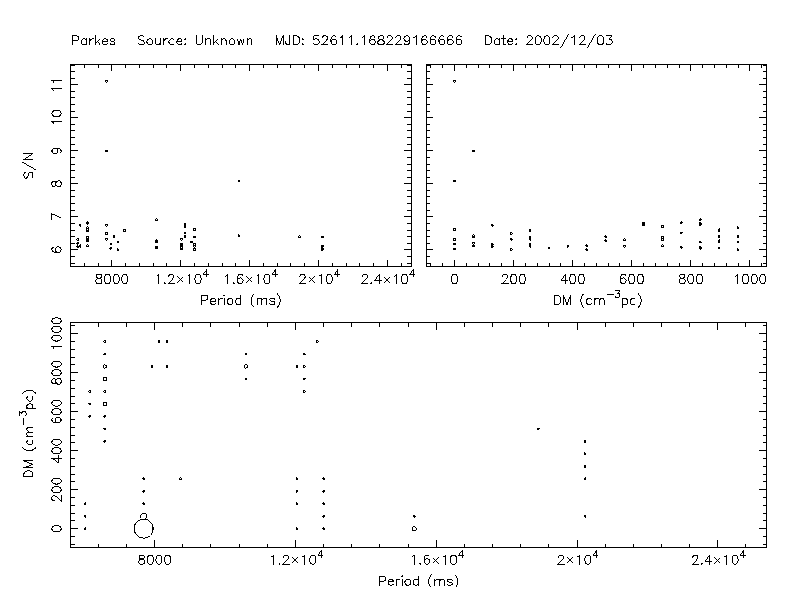 Parkes Source: Unknown MJD: 52611.168229166666 Date: 2002/12/03
S/N
11
10
9
8
7
6
8000 1.2×10⁴ 1.6×10⁴ 2×10⁴ 2.4×10⁴
Period (ms)
0 200 400 600 800 1000
DM (cm⁻³pc)
DM (cm⁻³pc)
1000
800
600
400
200
0
8000 1.2×10⁴ 1.6×10⁴ 2×10⁴ 2.4×10⁴
Period (ms)